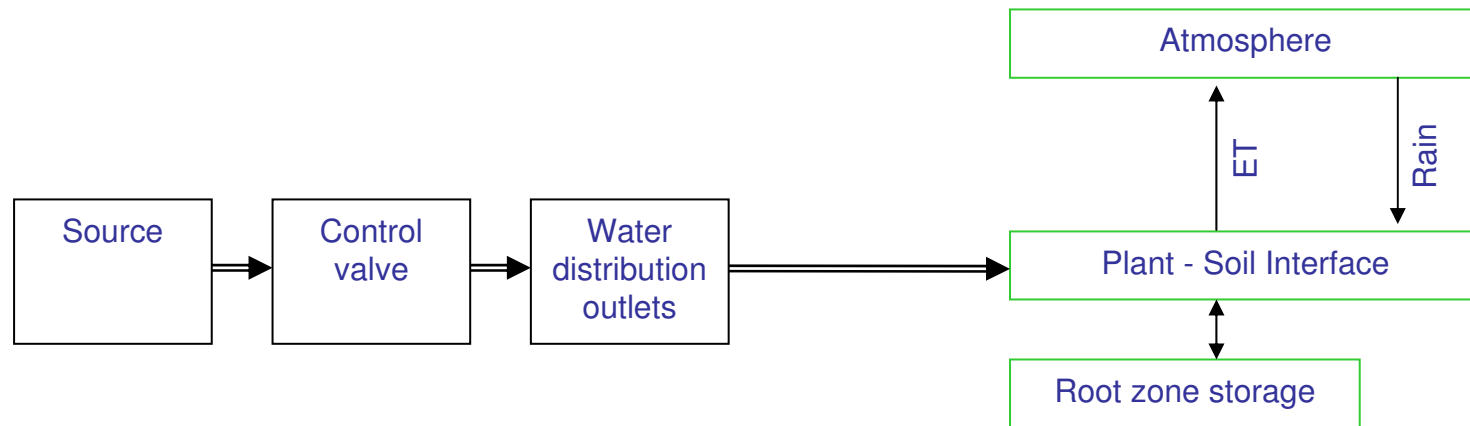 Atmosphere
ET
Rain
Source
Control
valve
Water
distribution
outlets
Plant - Soil Interface
Root zone storage